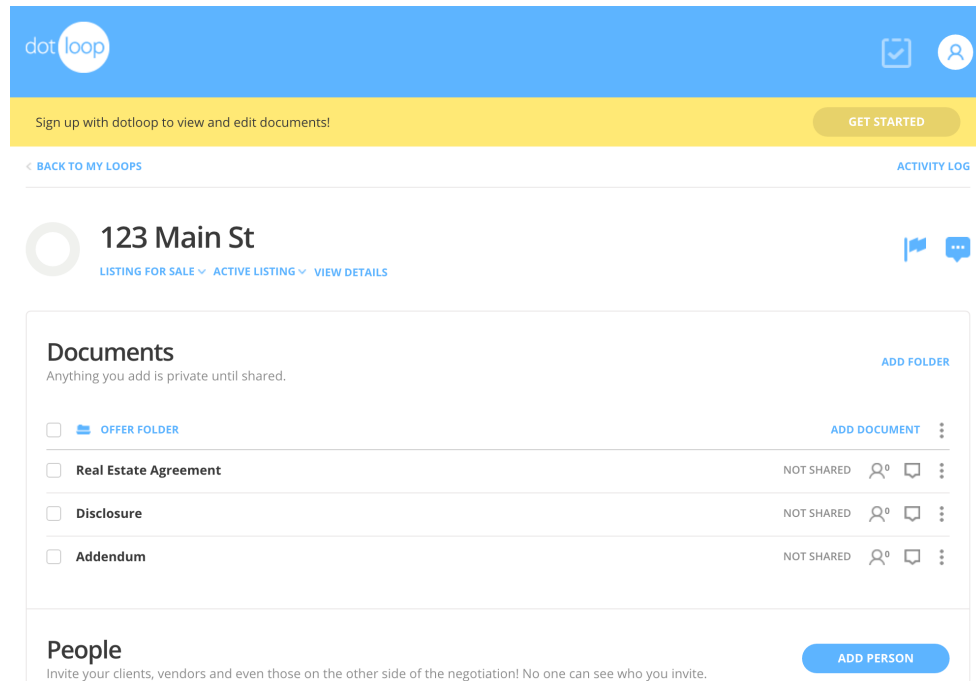 dot loop
Sign up with dotloop to view and edit documents!
GET STARTED
BACK TO MY LOOPS
ACTIVITY LOG
123 Main St
LISTING FOR SALE ACTIVE LISTING VIEW DETAILS
Documents
Anything you add is private until shared.
ADD FOLDER
OFFER FOLDER
ADD DOCUMENT
Real Estate Agreement
NOT SHARED 0
Disclosure
NOT SHARED 0
Addendum
NOT SHARED 0
People
Invite your clients, vendors and even those on the other side of the negotiation! No one can see who you invite.
ADD PERSON